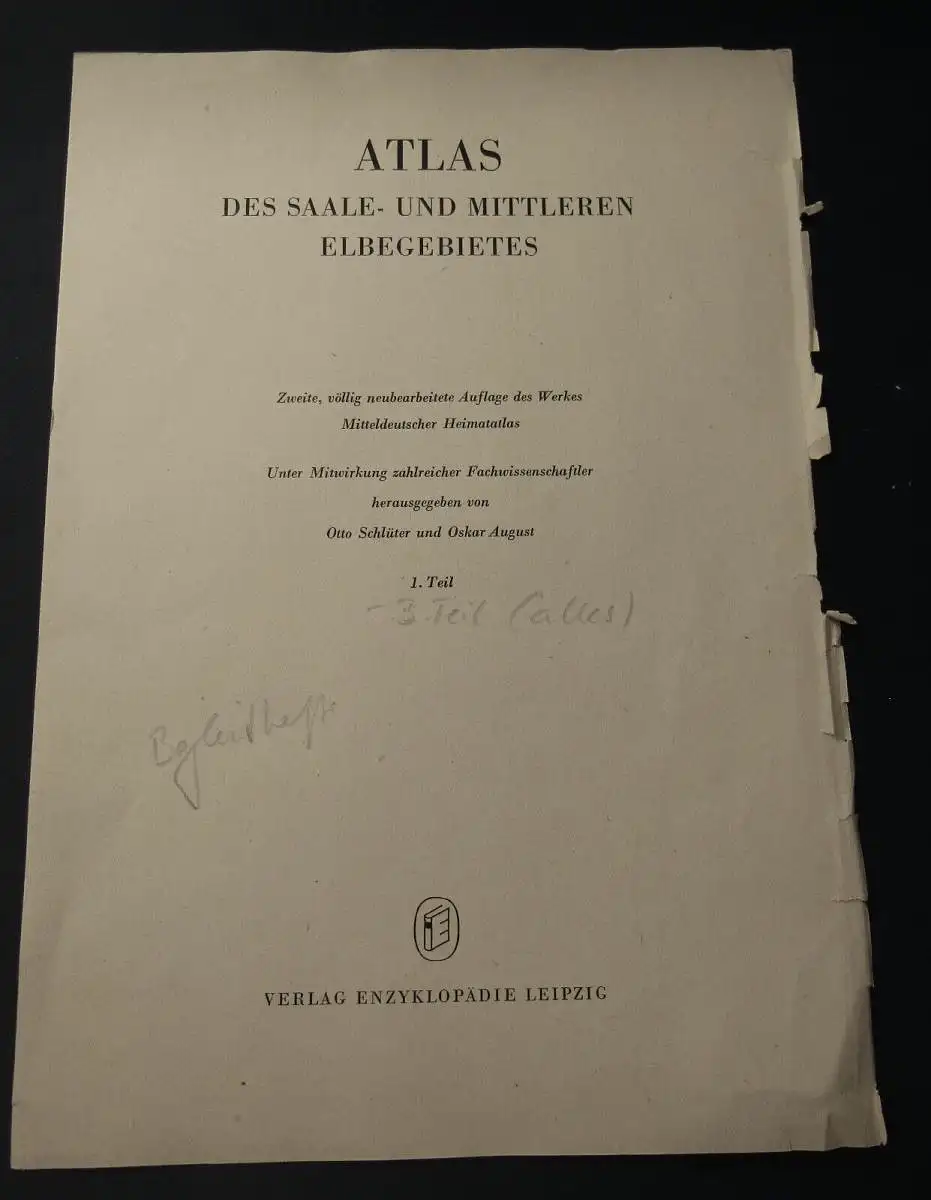 ATLAS
DES SAALE- UND MITTLEREN
ELBEGEBIETES
Zweite, völlig neubearbeitete Auflage des Werkes
Mitteldeutscher Heimatatlas
Unter Mitwirkung zahlreicher Fachwissenschaftler
herausgegeben von
Otto Schlüter und Oskar August
1. Teil
- 3. Teil (alles)
E
VERLAG ENZYKLOPÄDIE LEIPZIG